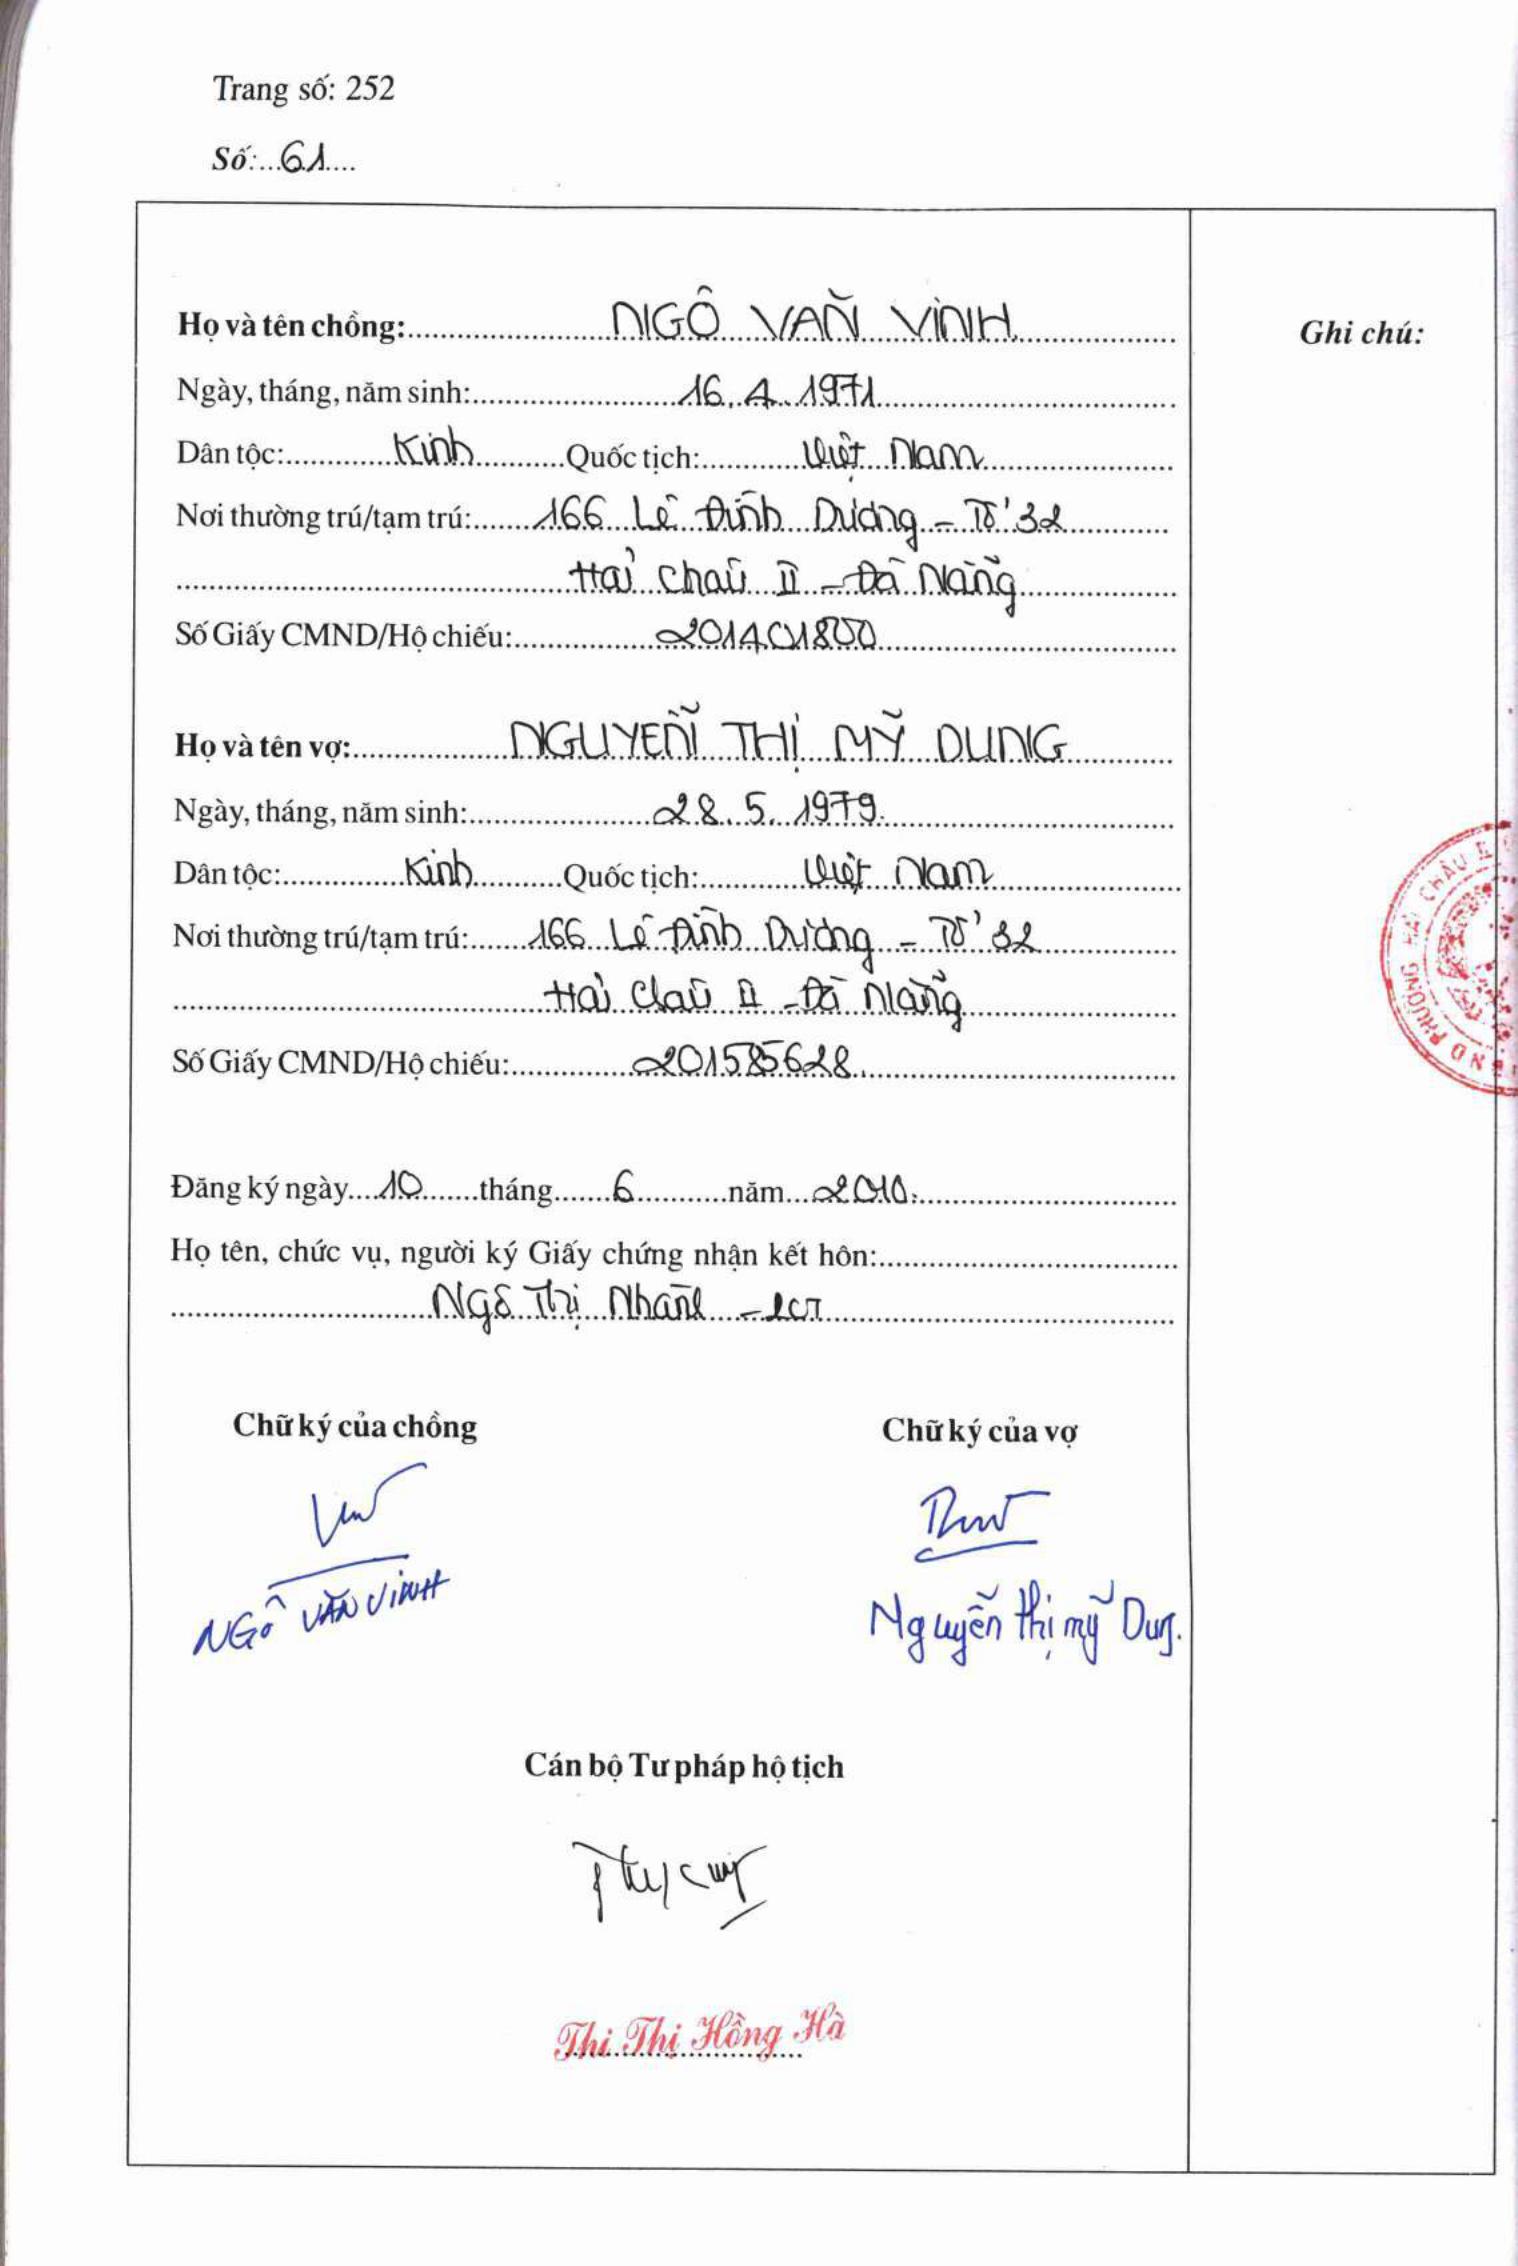 Trang số: 252
Số: 61
Họ và tên chồng: NGÔ VĂN VINH
Ghi chú:
Ngày, tháng, năm sinh: 16.4.1971
Dân tộc: Kinh Quốc tịch: Việt Nam
Nơi thường trú/tạm trú: 166 Lê Đình Dương - Tổ 32
Hải Châu II - Đà Nẵng
Số Giấy CMND/Hộ chiếu: 201401800
Họ và tên vợ: NGUYỄN THỊ MỸ DUNG
Ngày, tháng, năm sinh: 28.5.1979.
Dân tộc: Kinh Quốc tịch: Việt Nam
Nơi thường trú/tạm trú: 166 Lê Đình Dương - Tổ 32
Hải Châu II - Đà Nẵng
Số Giấy CMND/Hộ chiếu: 201585628.
Đăng ký ngày 10 tháng 6 năm 2010.
Họ tên, chức vụ, người ký Giấy chứng nhận kết hôn:
Ngô Thị Nhành -
Chữ ký của chồng
Chữ ký của vợ
NGÔ VĂN VINH
Nguyễn Thị Mỹ Dung.
Cán bộ Tư pháp hộ tịch
Thi Thị Hồng Hà
PHƯỜNG HẢI CHÂU II